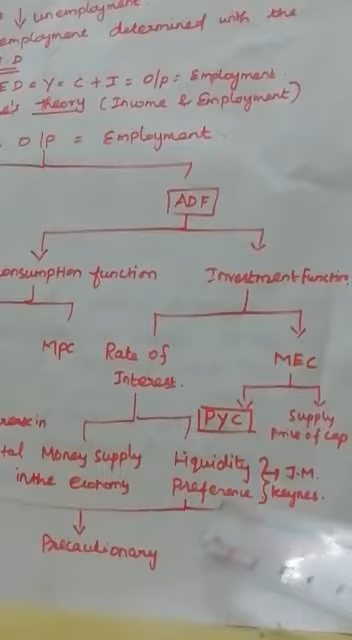 ↓ unemployment.
employment determined with the
ED = Y = C + I = O/p = Employment.
's theory (Income & Employment)
O/p = Employment
ADF
onsumption function Investment Function
MPC Rate of Interest. MEC
PYC Supply Price of Cap
Money Supply in the economy Liquidity Preference } → J.M. Keynes.
Precautionary